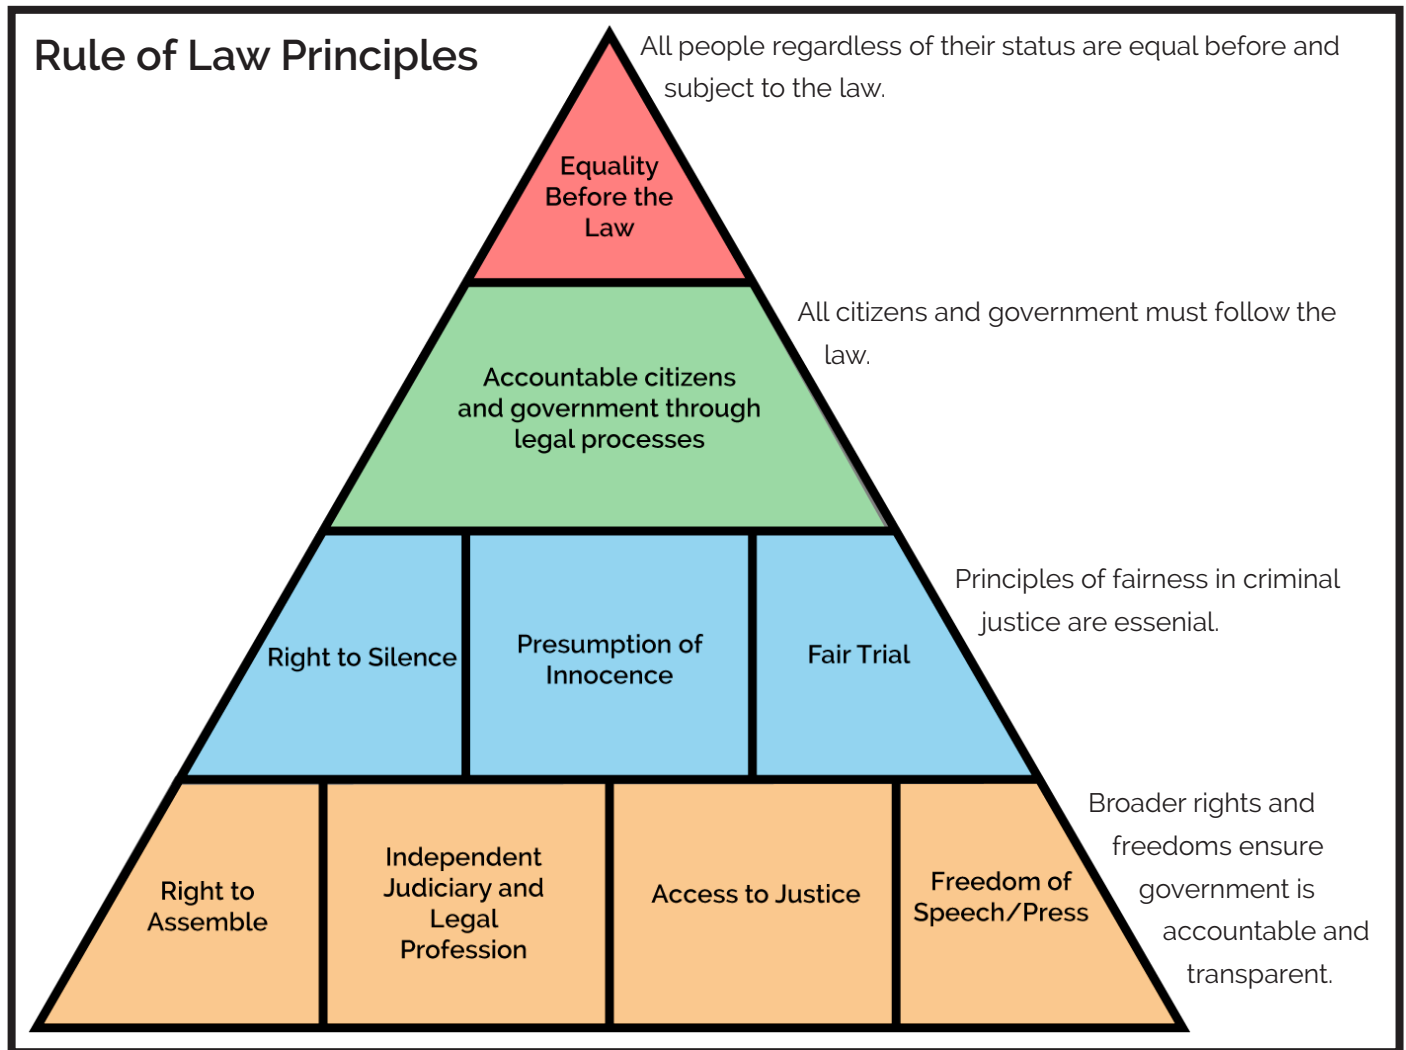 Rule of Law Principles
All people regardless of their status are equal before and
subject to the law.
Equality
Before the
Law
All citizens and government must follow the
law.
Accountable citizens
and government through
legal processes
Principles of fairness in criminal
justice are essenial.
Right to Silence
Presumption of
Innocence
Fair Trial
Broader rights and
freedoms ensure
government is
accountable and
transparent.
Right to
Assemble
Independent
Judiciary and
Legal
Profession
Access to Justice
Freedom of
Speech/Press